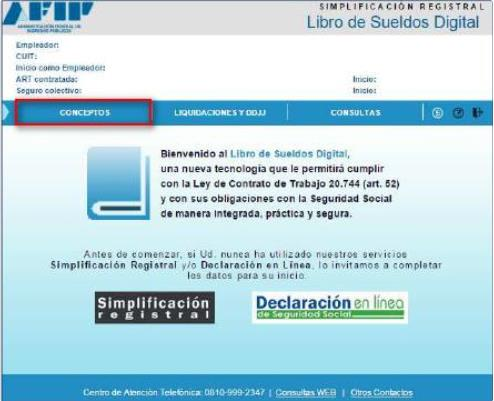 AFIP
ADMINISTRACIÓN FEDERAL DE
INGRESOS PÚBLICOS
SIMPLIFICACIÓN REGISTRAL
Libro de Sueldos Digital
Empleador:
CUIT:
Inicio como Empleador:
ART contratada: Inicio:
Seguro colectivo: Inicio:
CONCEPTOS LIQUIDACIONES Y DDJJ CONSULTAS
Bienvenido al Libro de Sueldos Digital,
una nueva tecnología que le permitirá cumplir
con la Ley de Contrato de Trabajo 20.744 (art. 52)
y con sus obligaciones con la Seguridad Social
de manera integrada, práctica y segura.
Antes de comenzar, si Ud. nunca ha utilizado nuestros servicios
Simplificación Registral y/o Declaración en Línea, lo invitamos a completar
los datos para su inicio.
Simplificación
registral
Declaración en línea
de Seguridad Social
Centro de Atención Telefónica: 0810-999-2347 | Consultas WEB | Otros Contactos